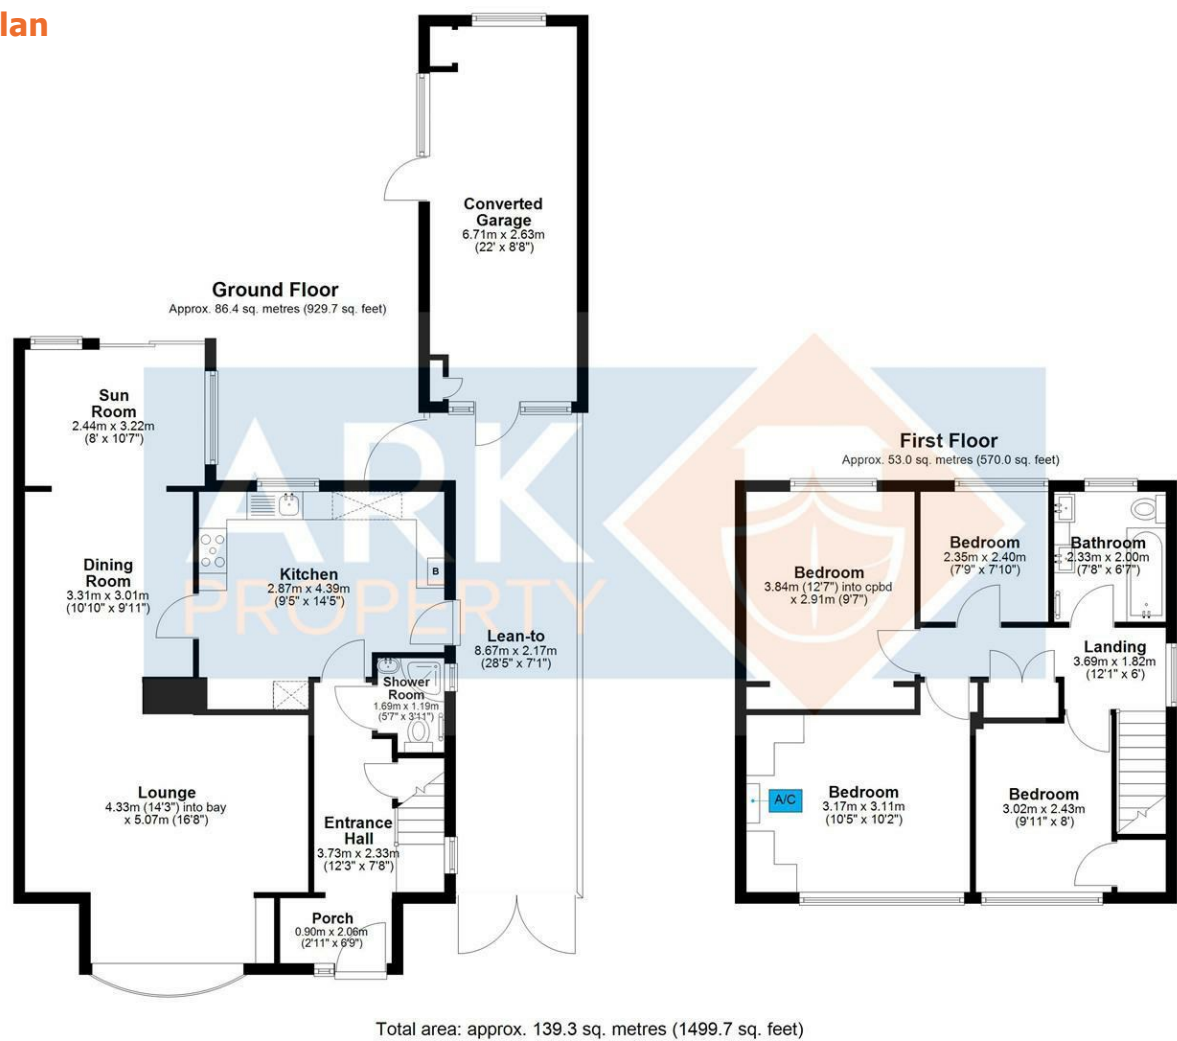 lan
Converted
Garage
6.71m x 2.63m
(22' x 8'8")
Ground Floor
Approx. 86.4 sq. metres (929.7 sq. feet)
Sun
Room
2.44m x 3.22m
(8' x 10'7")
Dining
Room
3.31m x 3.01m
(10'10" x 9'11")
Kitchen
2.87m x 4.39m
(9'5" x 14'5")
B
Lean-to
8.67m x 2.17m
(28'5" x 7'1")
Shower
Room
1.69m x 1.19m
(5'7" x 3'11")
Lounge
4.33m (14'3") into bay
x 5.07m (16'8")
Entrance
Hall
3.73m x 2.33m
(12'3" x 7'8")
Porch
0.90m x 2.06m
(2'11" x 6'9")
First Floor
Approx. 53.0 sq. metres (570.0 sq. feet)
Bedroom
3.84m (12'7") into cpbd
x 2.91m (9'7")
Bedroom
2.35m x 2.40m
(7'9" x 7'10")
Bathroom
2.33m x 2.00m
(7'8" x 6'7")
Landing
3.69m x 1.82m
(12'1" x 6')
A/C
Bedroom
3.17m x 3.11m
(10'5" x 10'2")
Bedroom
3.02m x 2.43m
(9'11" x 8')
ARK
PROPERTY
Total area: approx. 139.3 sq. metres (1499.7 sq. feet)